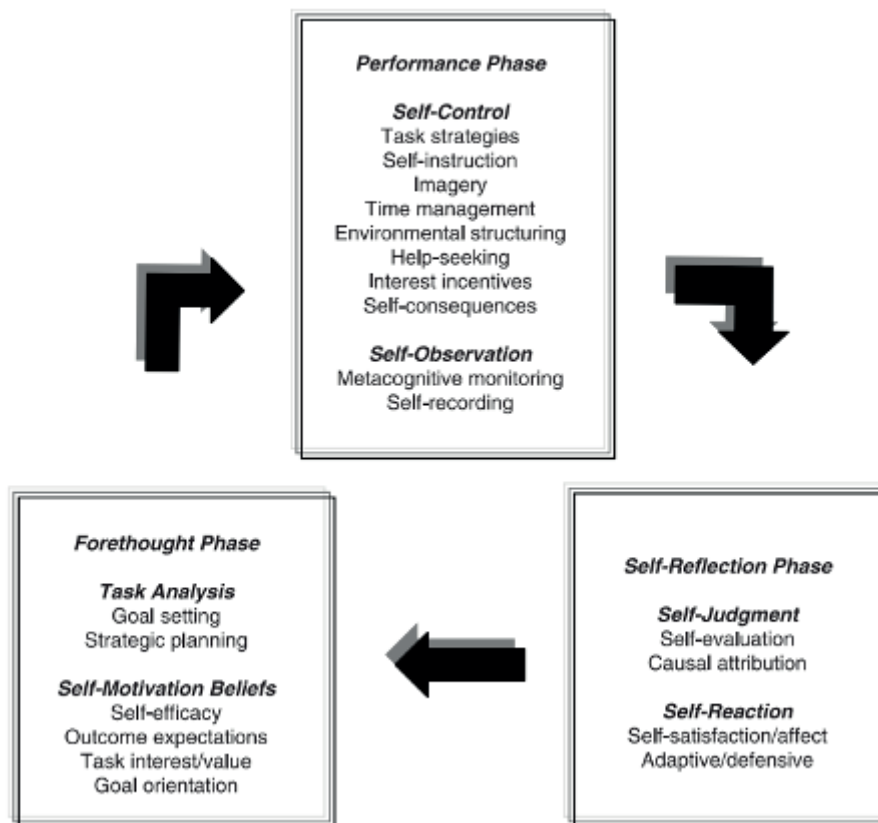 Performance Phase
Self-Control
Task strategies
Self-instruction
Imagery
Time management
Environmental structuring
Help-seeking
Interest incentives
Self-consequences
Self-Observation
Metacognitive monitoring
Self-recording
Forethought Phase
Task Analysis
Goal setting
Strategic planning
Self-Motivation Beliefs
Self-efficacy
Outcome expectations
Task interest/value
Goal orientation
Self-Reflection Phase
Self-Judgment
Self-evaluation
Causal attribution
Self-Reaction
Self-satisfaction/affect
Adaptive/defensive